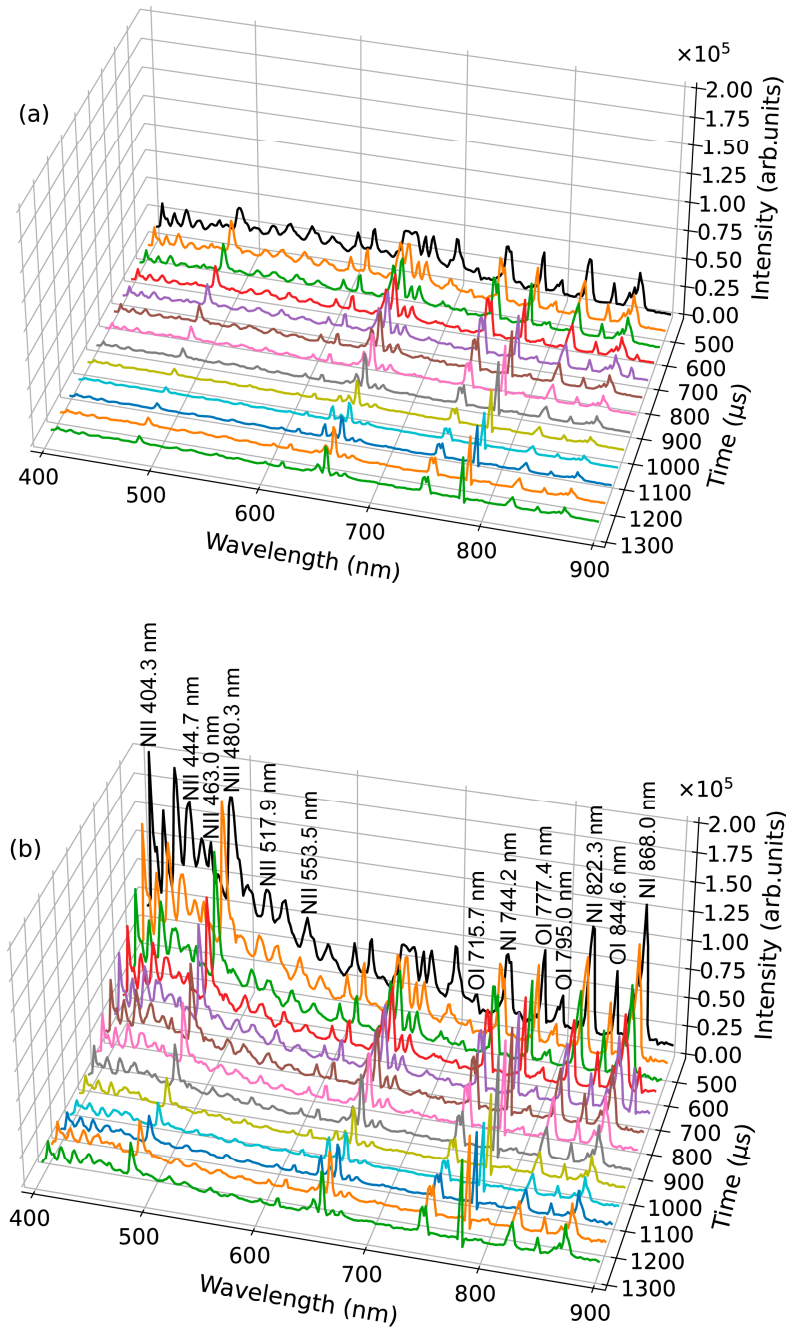 (a)
×10⁵
2.00
1.75
1.50
1.25
1.00
0.75
0.50
0.25
0.00
Intensity (arb.units)
500
600
700
800
900
1000
1100
1200
1300
Time (µs)
400
500
600
700
800
900
Wavelength (nm)
(b)
NII 404.3 nm
NII 444.7 nm
NII 463.0 nm
NII 480.3 nm
NII 517.9 nm
NII 553.5 nm
OI 715.7 nm
NI 744.2 nm
OI 777.4 nm
OI 795.0 nm
NI 822.3 nm
OI 844.6 nm
NI 868.0 nm
×10⁵
2.00
1.75
1.50
1.25
1.00
0.75
0.50
0.25
0.00
Intensity (arb.units)
500
600
700
800
900
1000
1100
1200
1300
Time (µs)
400
500
600
700
800
900
Wavelength (nm)